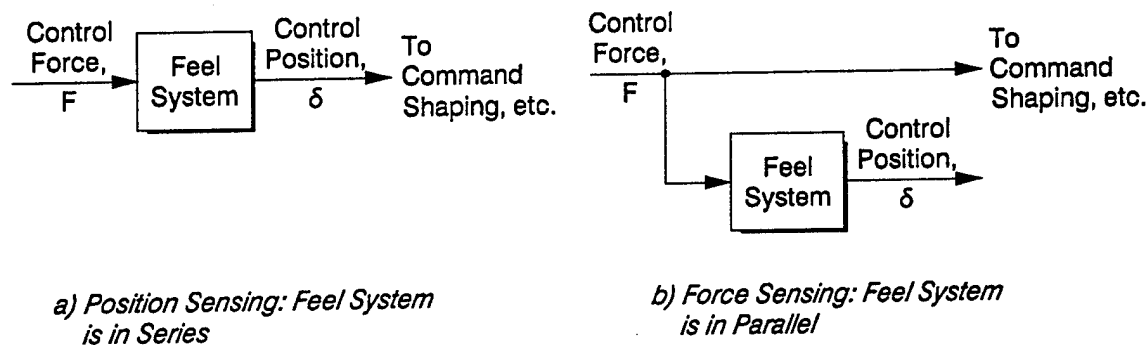 Control
Force,
F
Feel
System
Control
Position,
δ
To
Command
Shaping, etc.
a) Position Sensing: Feel System
is in Series
Control
Force,
F
To
Command
Shaping, etc.
Feel
System
Control
Position,
δ
b) Force Sensing: Feel System
is in Parallel